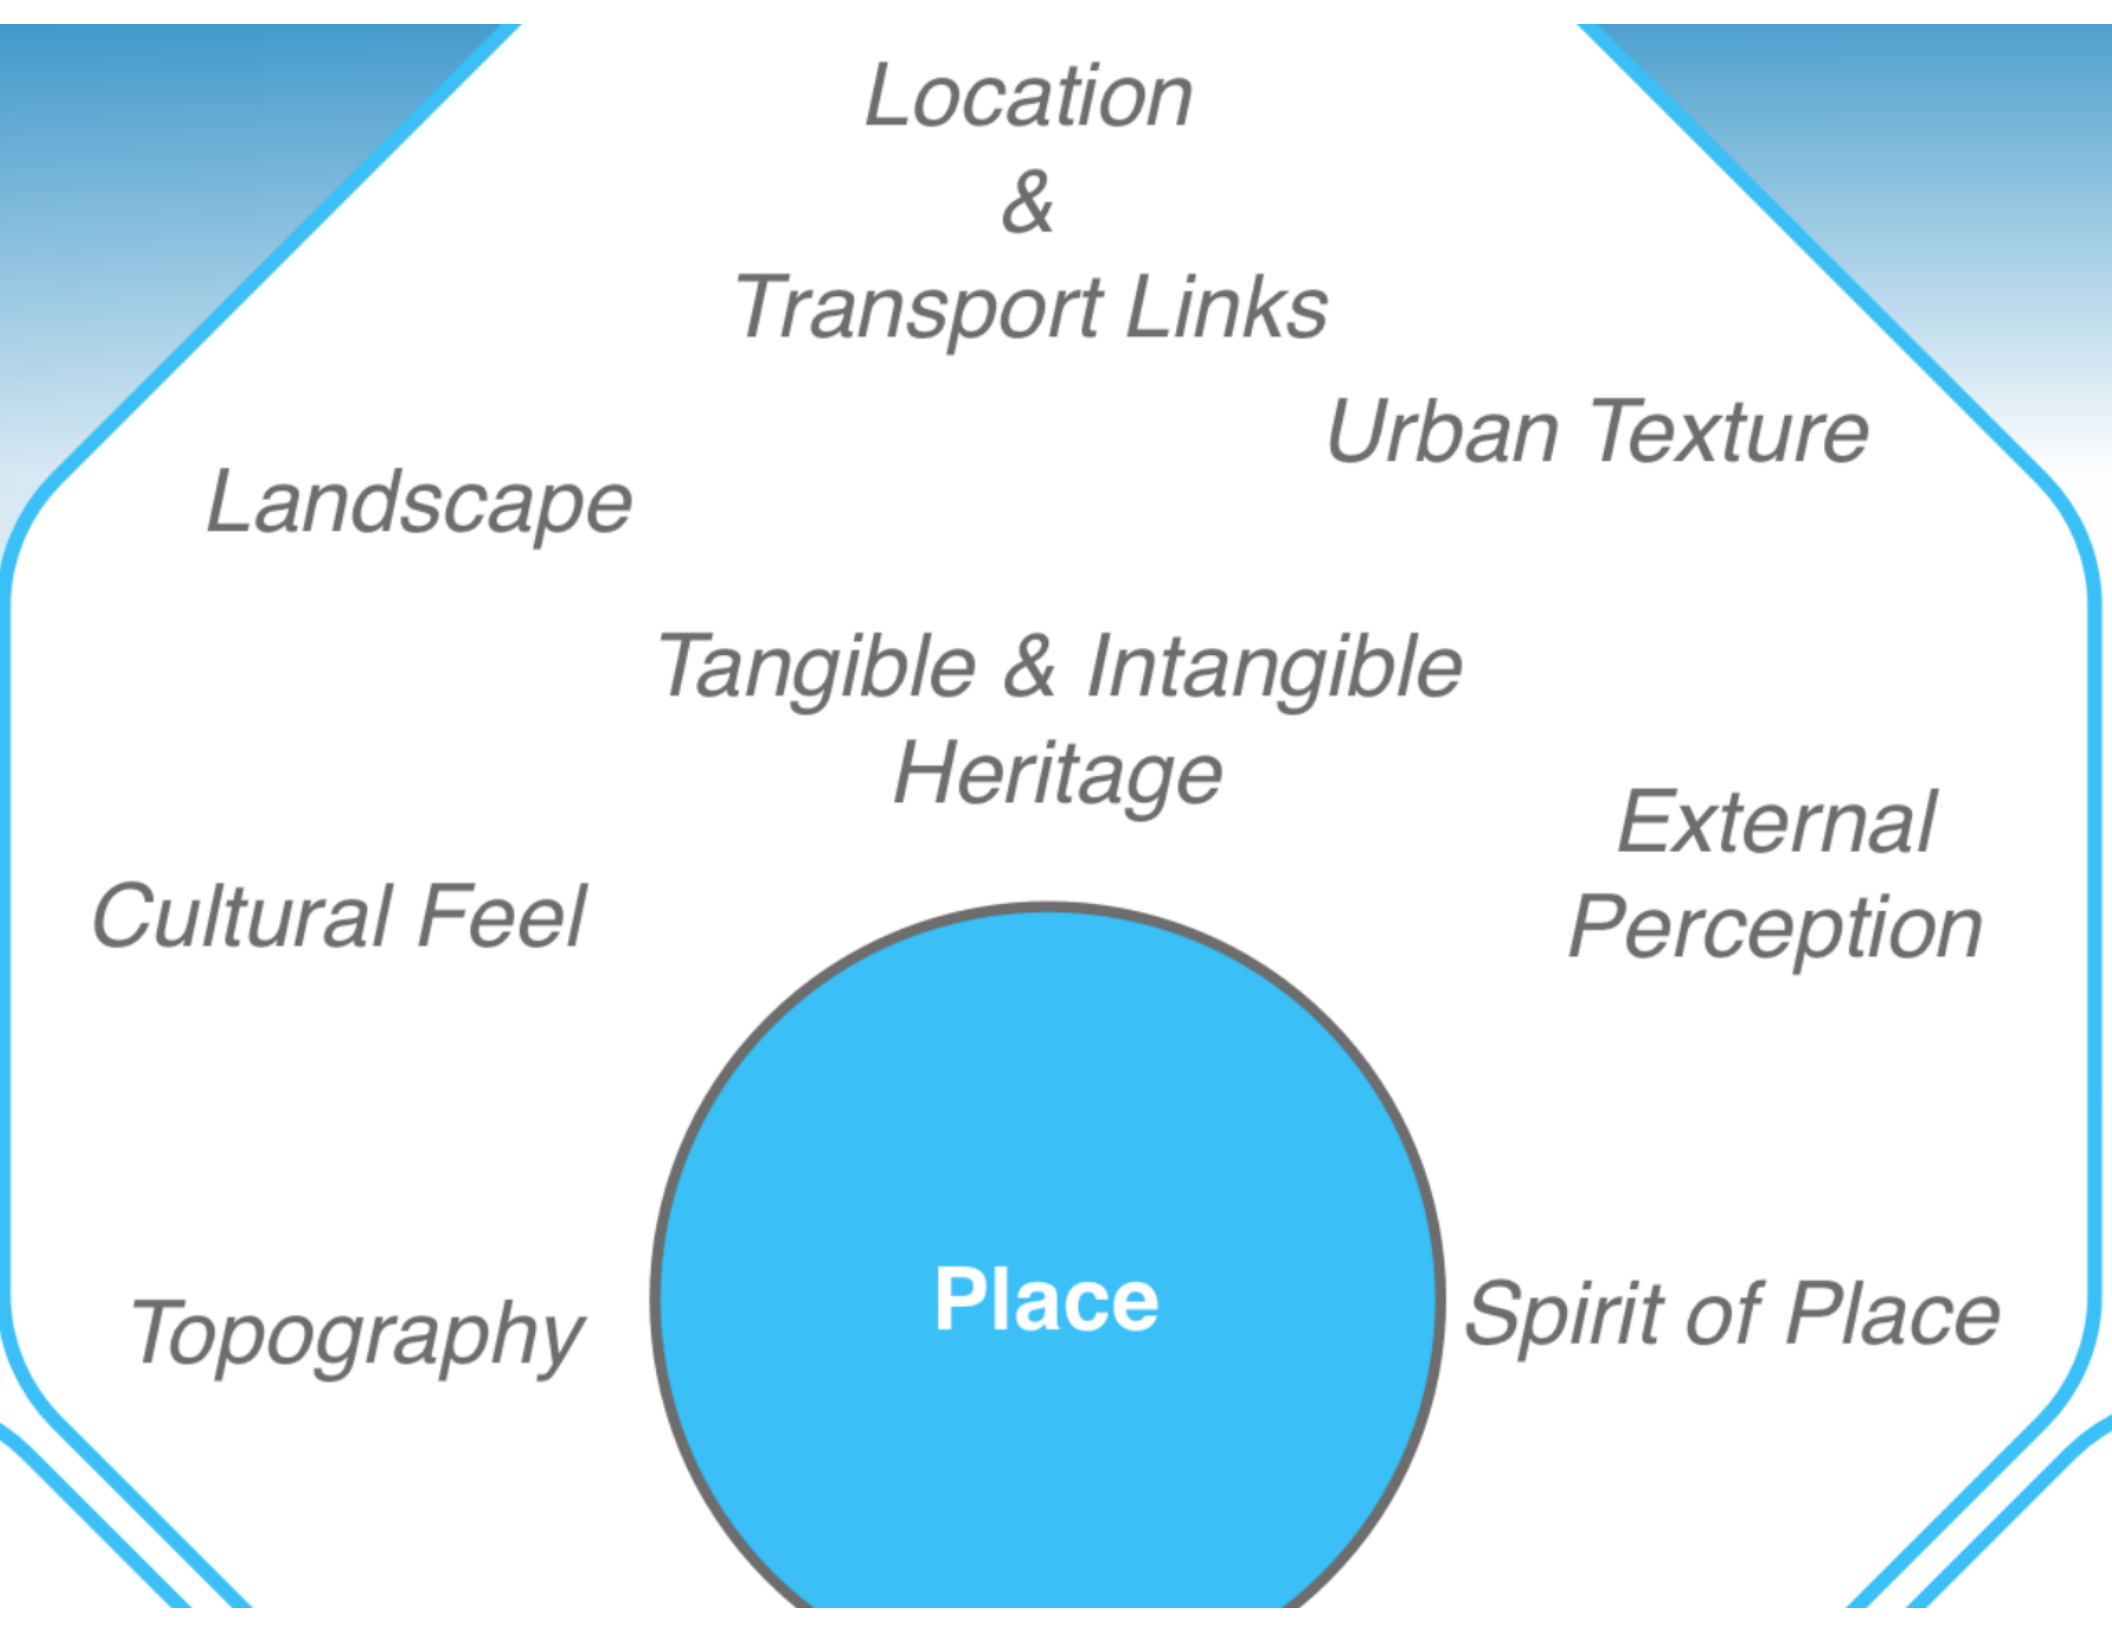 Location
&
Transport Links
Urban Texture
Landscape
Tangible & Intangible
Heritage
External
Perception
Cultural Feel
Place
Spirit of Place
Topography